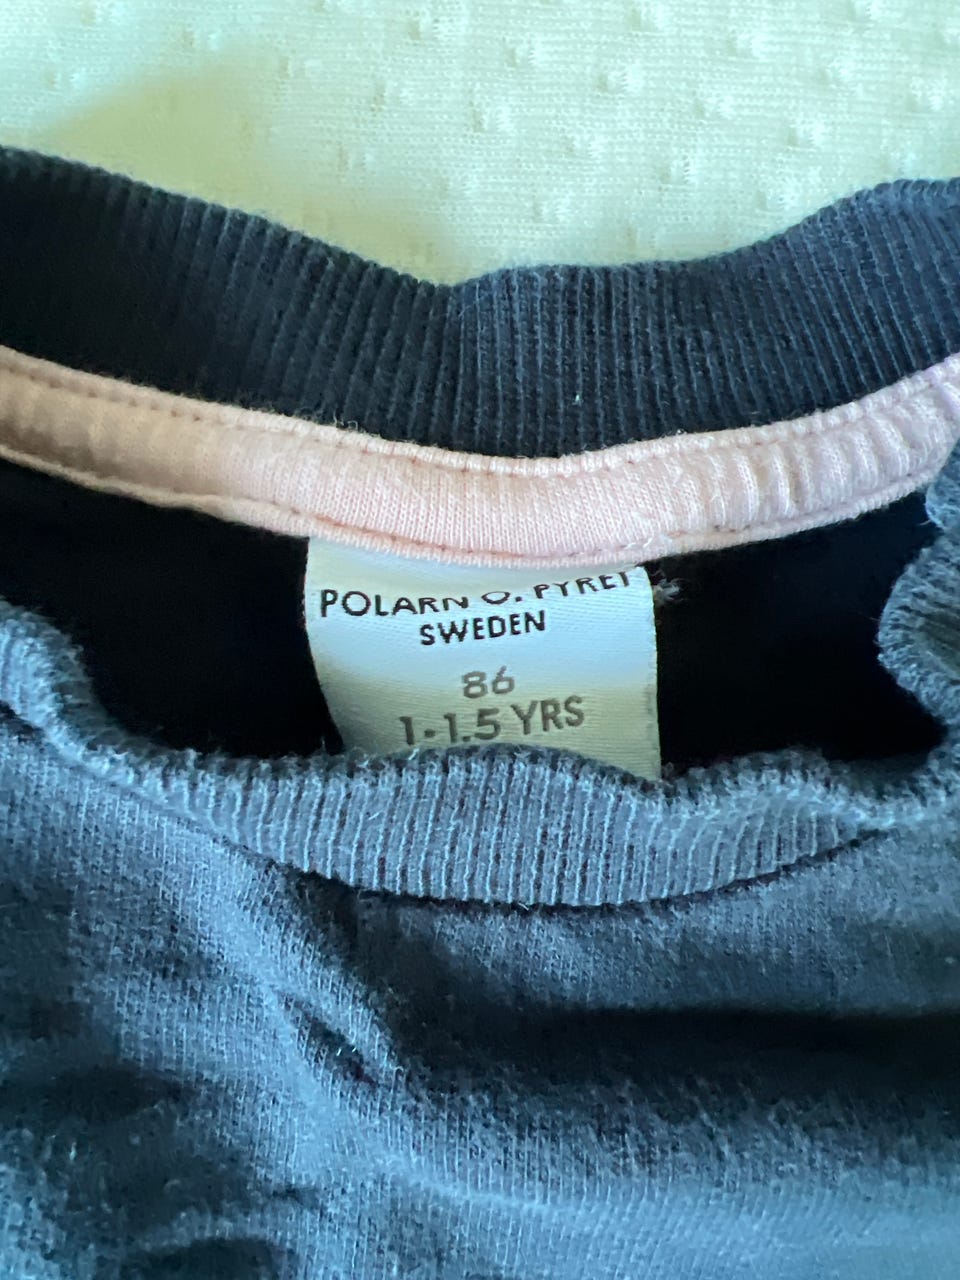 POLARN O. PYRET
SWEDEN
86
1-1.5 YRS